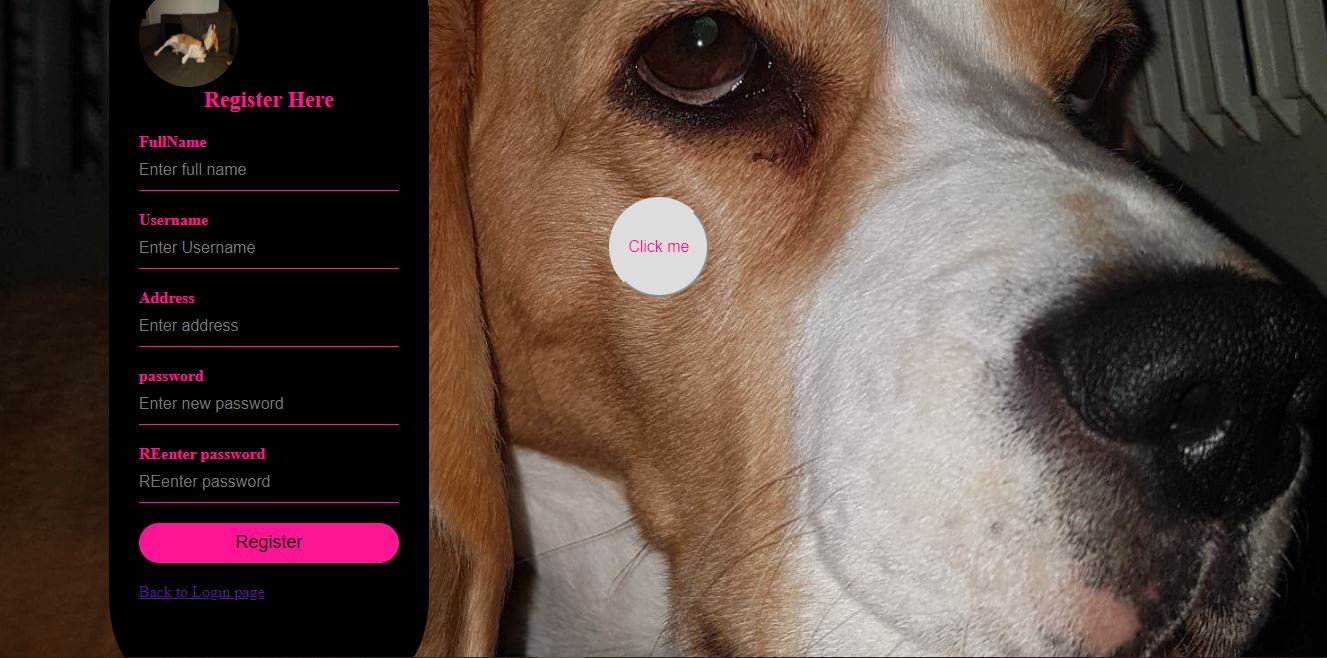 Register Here
FullName
Enter full name
Username
Enter Username
Address
Enter address
password
Enter new password
REenter password
REenter password
Register
Back to Login page
Click me